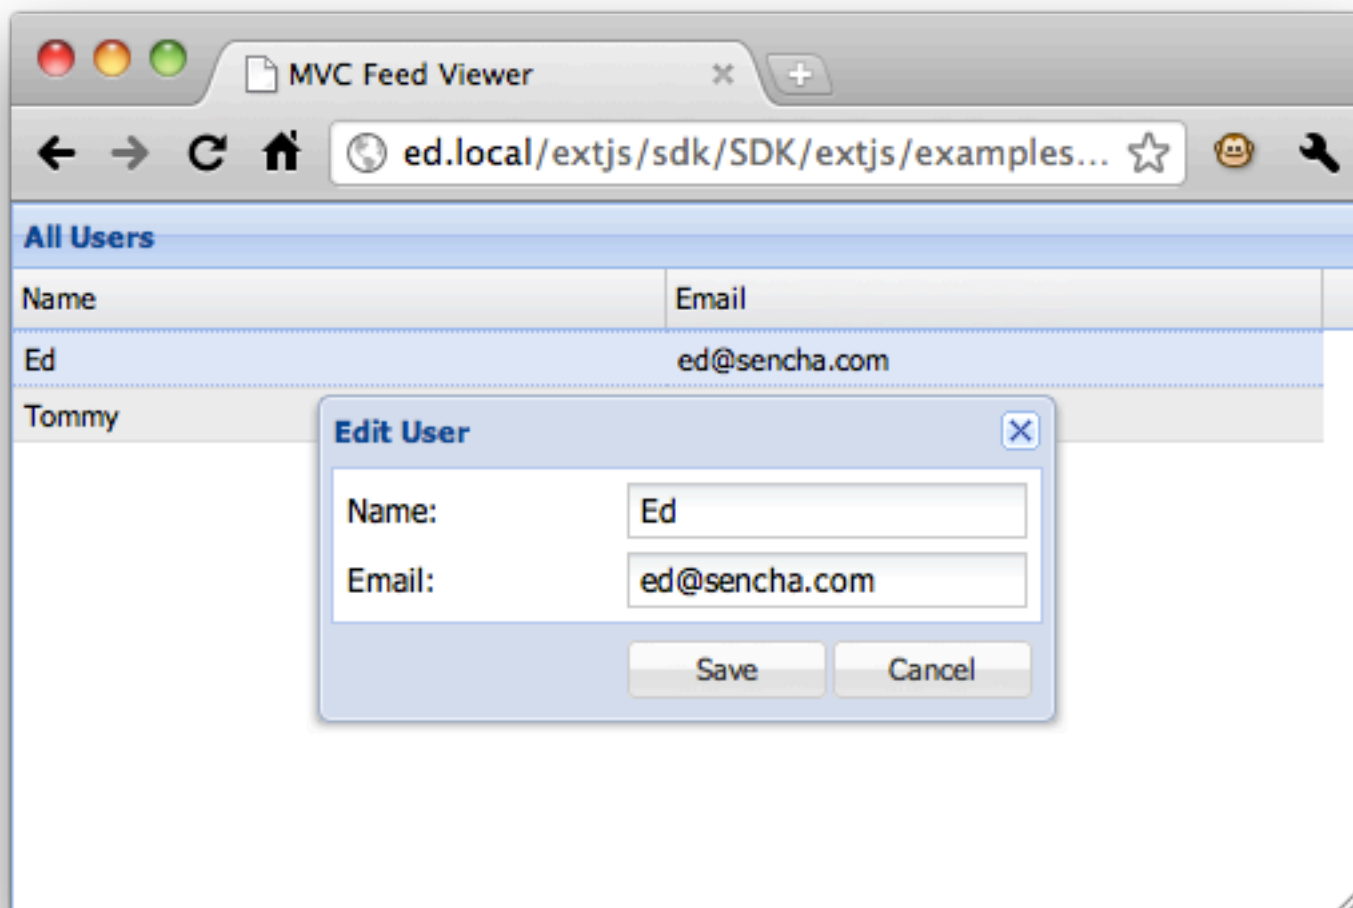 MVC Feed Viewer
ed.local/extjs/sdk/SDK/extjs/examples...
All Users
Name Email
Ed ed@sencha.com
Tommy
Edit User
Name: Ed
Email: ed@sencha.com
Save Cancel